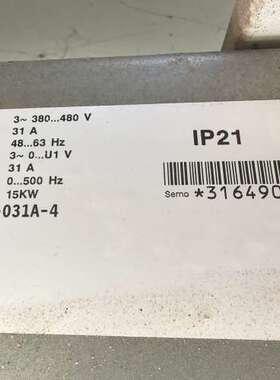 3~ 380...480 V
31 A
48...63 Hz
3~ 0...U1 V
31 A
0...500 Hz
15KW
-031A-4
IP21
*316490